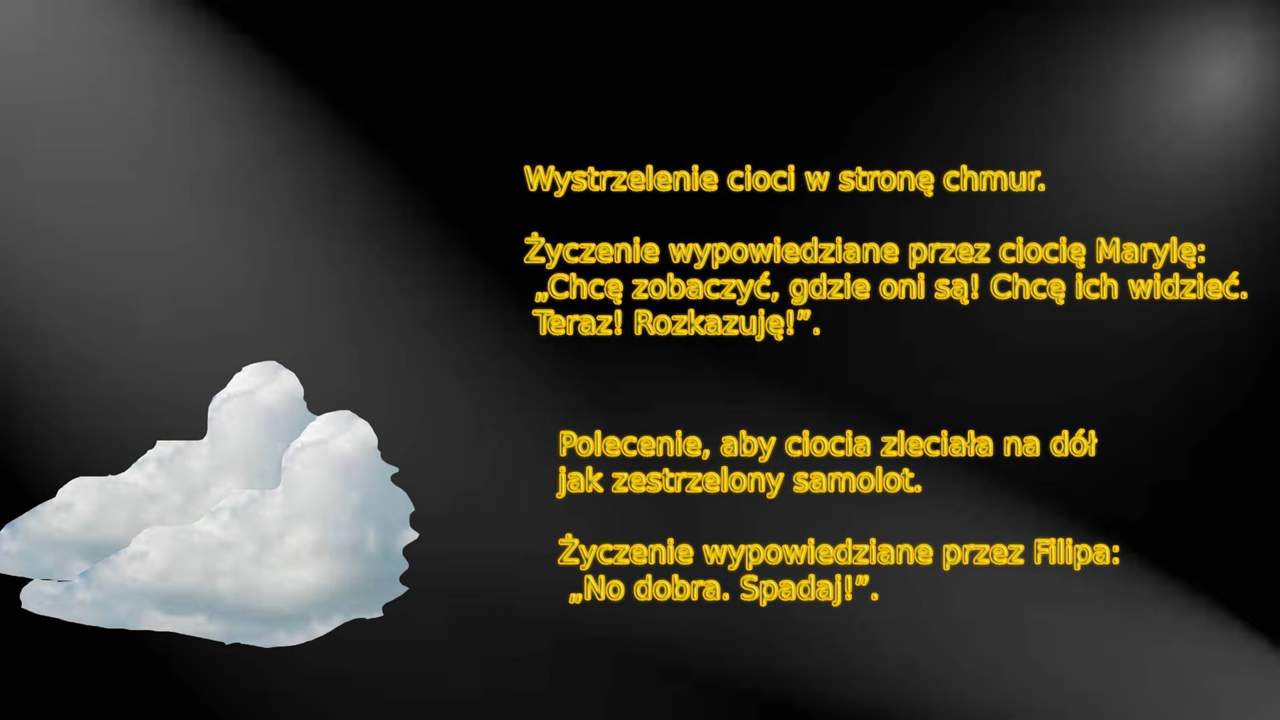 Wystrzelenie cioci w stronę chmur.
Życzenie wypowiedziane przez ciocię Marylę:
„Chcę zobaczyć, gdzie oni są! Chcę ich widzieć.
Teraz! Rozkazuję!”.
Polecenie, aby ciocia zleciała na dół
jak zestrzelony samolot.
Życzenie wypowiedziane przez Filipa:
„No dobra. Spadaj!”.